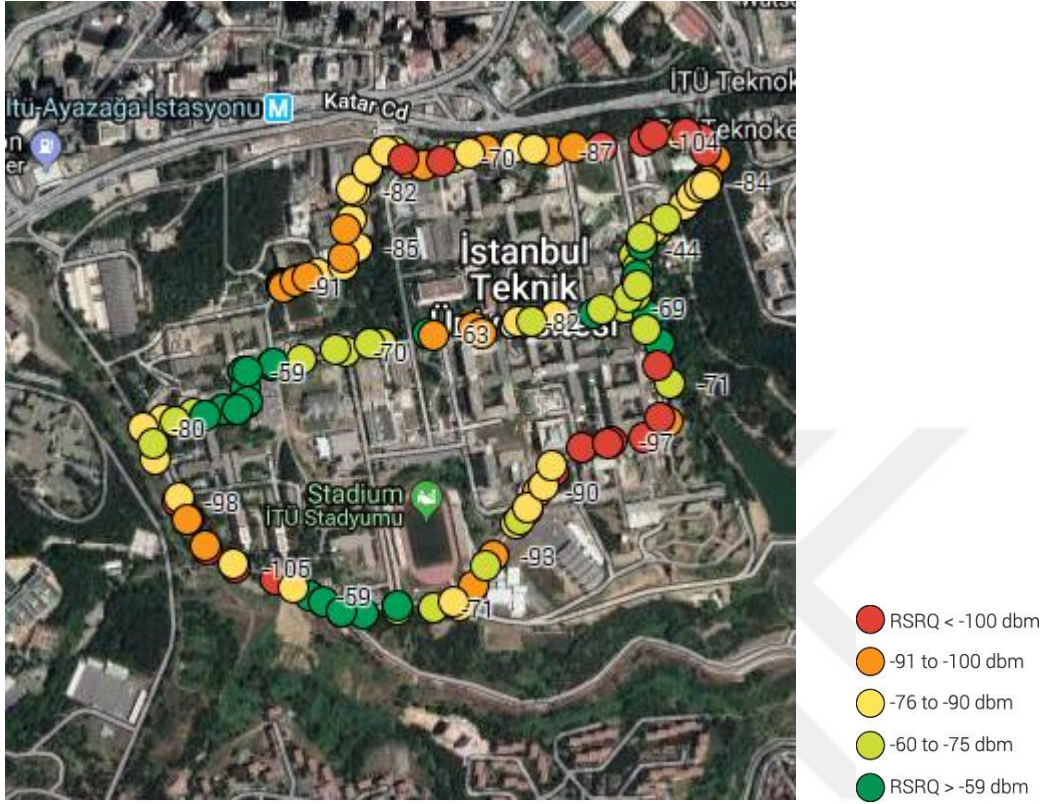 İTÜ Teknok
Itü-Ayazağa İstasyonu M
Katar Cd
Teknoke
-104
-70
-87
-84
-82
-85
-44
İstanbul
Teknik
-91
-69
-82
-63
-70
-59
-71
-80
-97
-90
Stadium
İTÜ Stadyumu
-98
-93
-105
-59
-71
RSRQ < -100 dbm
-91 to -100 dbm
-76 to -90 dbm
-60 to -75 dbm
RSRQ > -59 dbm